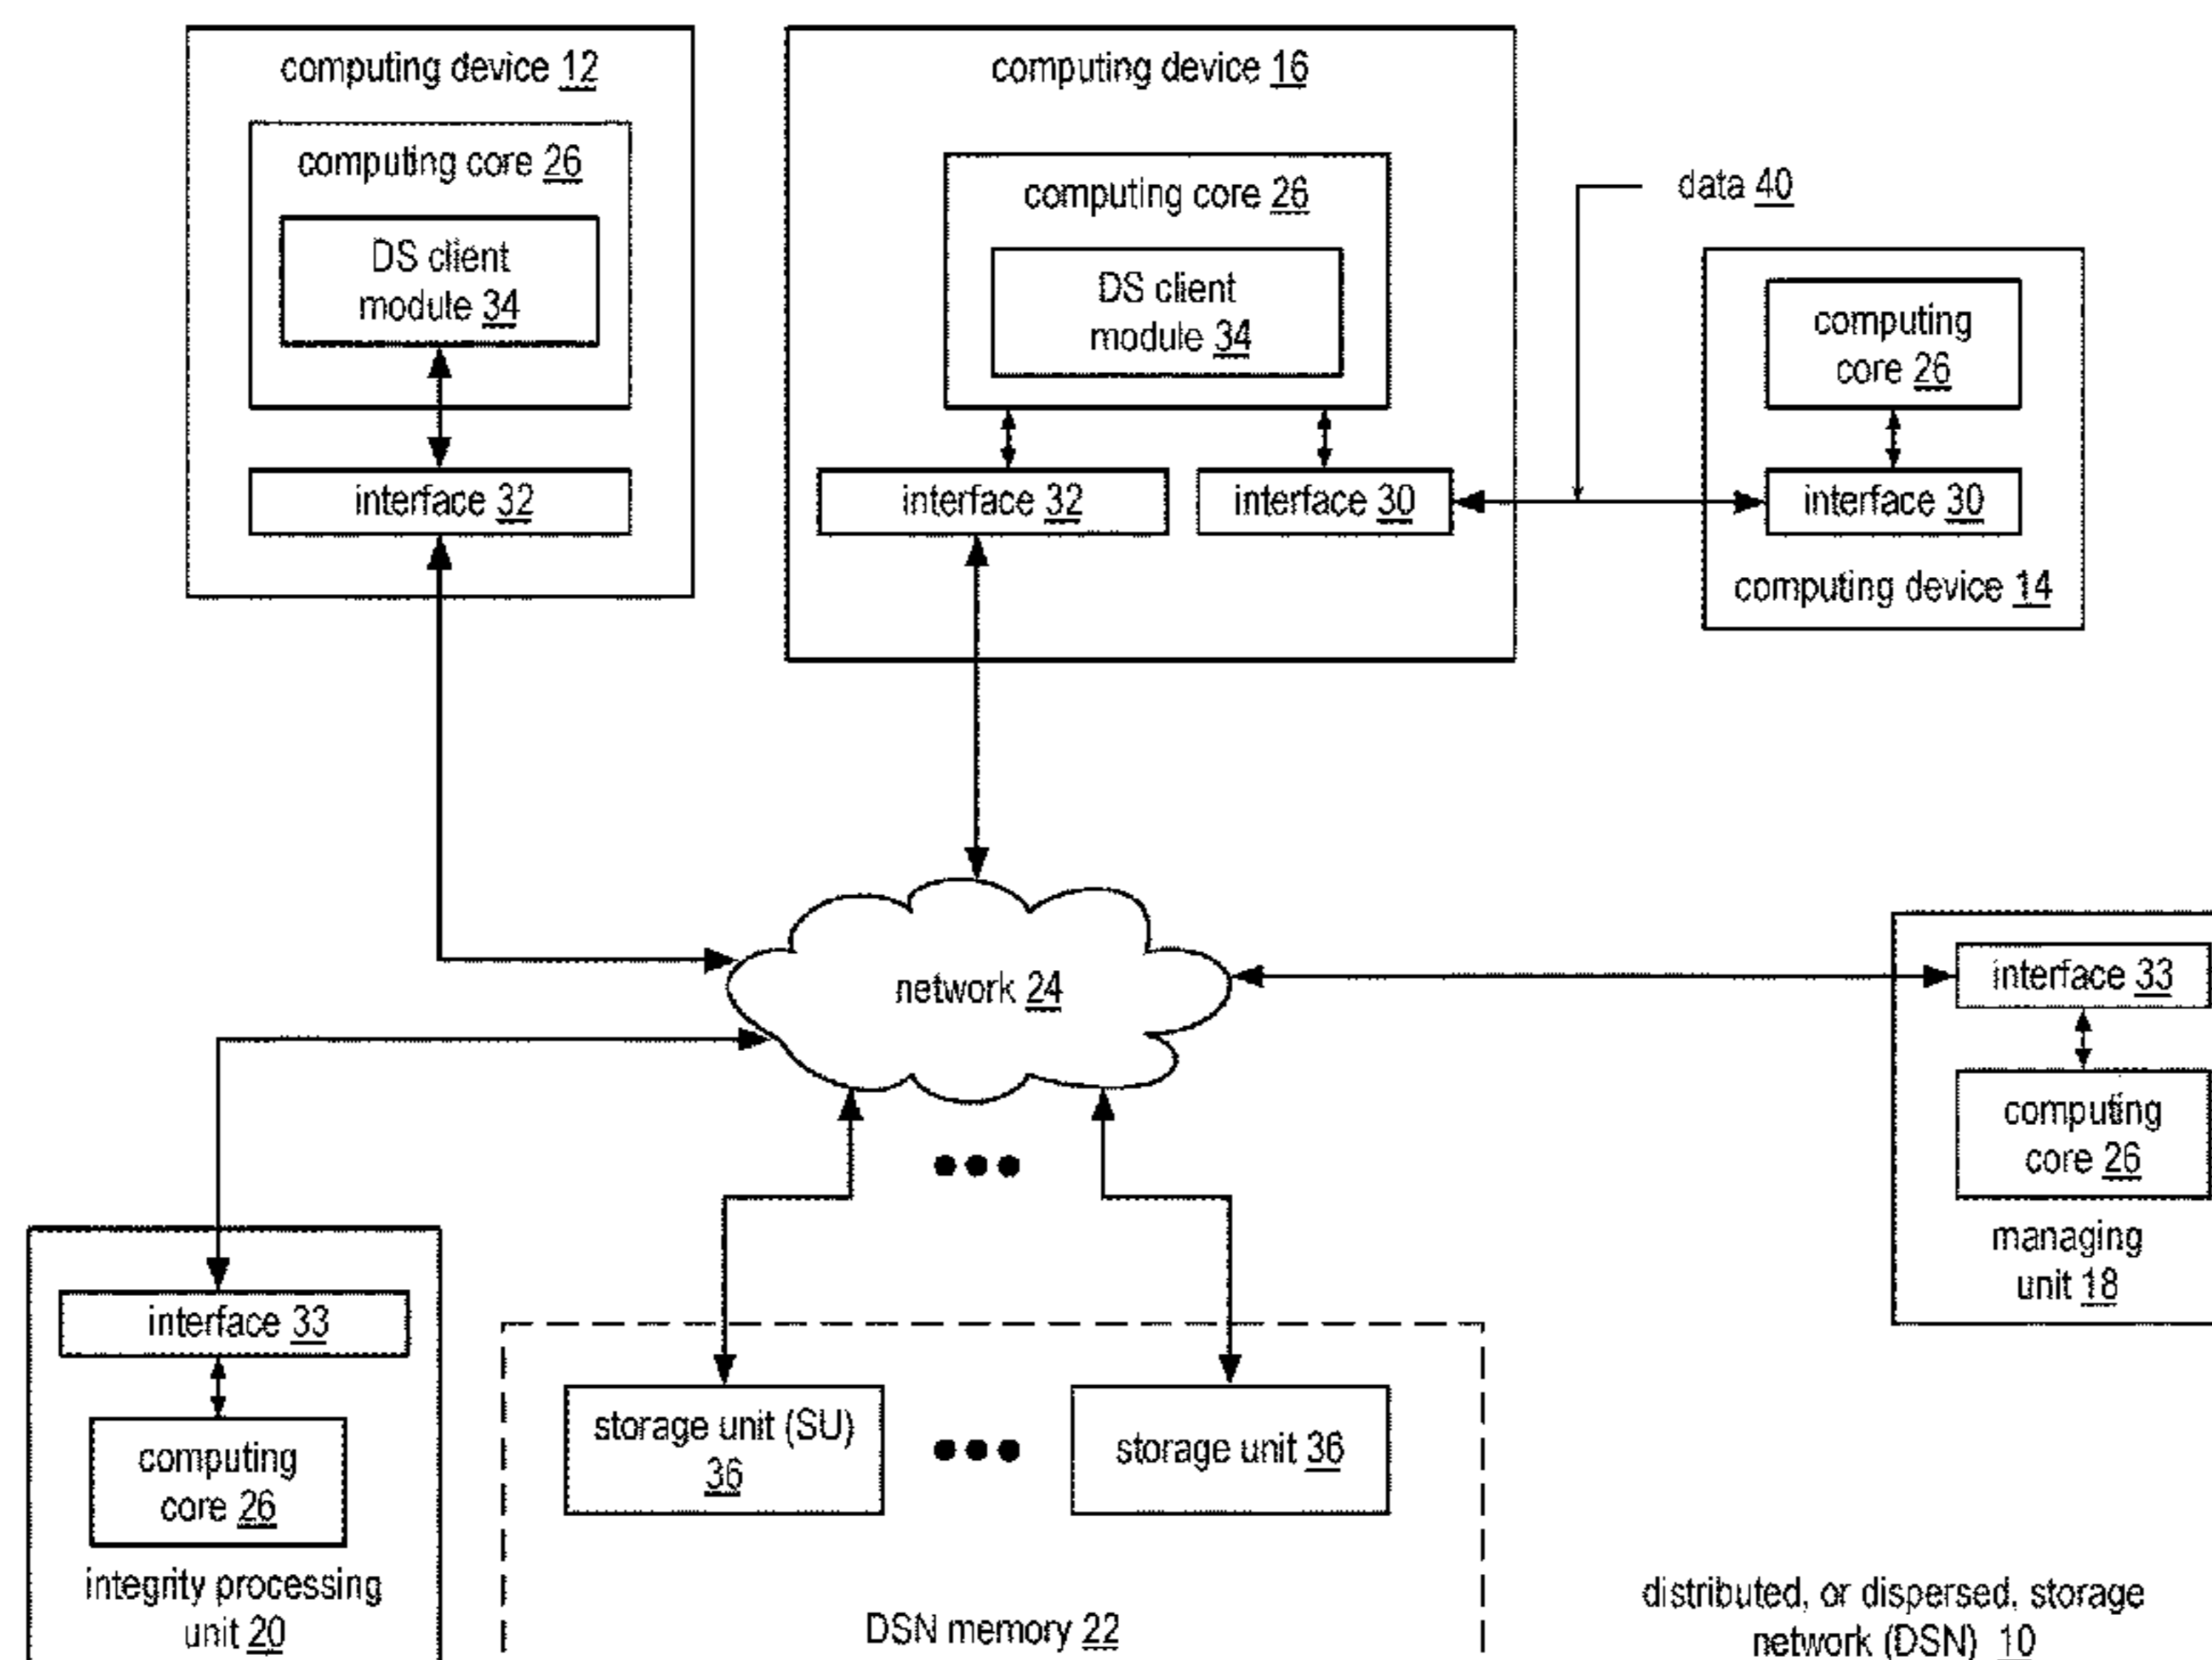 computing device 12
computing core 26
DS client
module 34
interface 32
computing device 16
computing core 26
DS client
module 34
interface 32
interface 30
data 40
computing
core 26
interface 30
computing device 14
network 24
interface 33
computing
core 26
managing
unit 18
interface 33
computing
core 26
integrity processing
unit 20
storage unit (SU)
36
storage unit 36
DSN memory 22
distributed, or dispersed, storage
network (DSN) 10